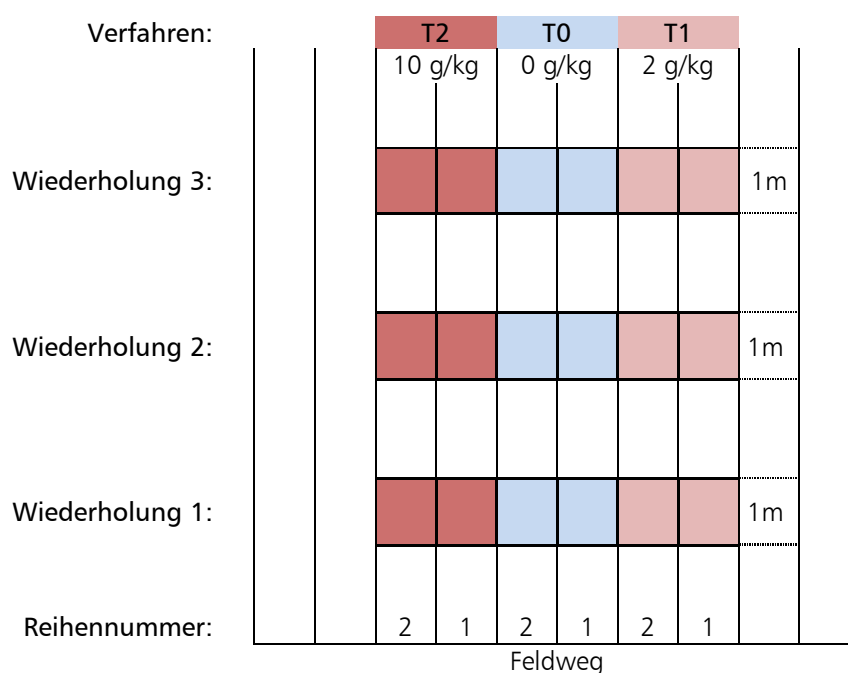 Verfahren: T2 T0 T1
10 g/kg 0 g/kg 2 g/kg
Wiederholung 3: 1m
Wiederholung 2: 1m
Wiederholung 1: 1m
Reihennummer: 2 1 2 1 2 1
Feldweg